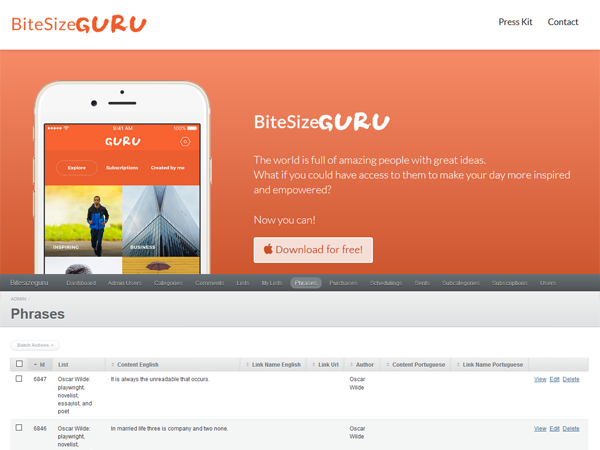 BiteSizeGURU
Press Kit Contact
9:41 AM 100%
GURU
Explore Subscriptions Created by me
INSPIRING BUSINESS
BiteSizeGURU
The world is full of amazing people with great ideas.
What if you could have access to them to make your day more inspired
and empowered?
Now you can!
Download for free!
Bitesizeguru Dashboard Admin Users Categories Comments Lists My Lists Phrases Purchases Schedulings Sents Subcategories Subscriptions Users
ADMIN /
Phrases
Batch Actions
Id List Content English Link Name English Link Url Author Content Portuguese Link Name Portuguese
6847 Oscar Wilde: It is always the unreadable that occurs. Oscar View Edit Delete
playwright, Wilde
novelist,
essayist, and
poet
6846 Oscar Wilde: In married life three is company and two none. Oscar View Edit Delete
playwright, Wilde
novelist,